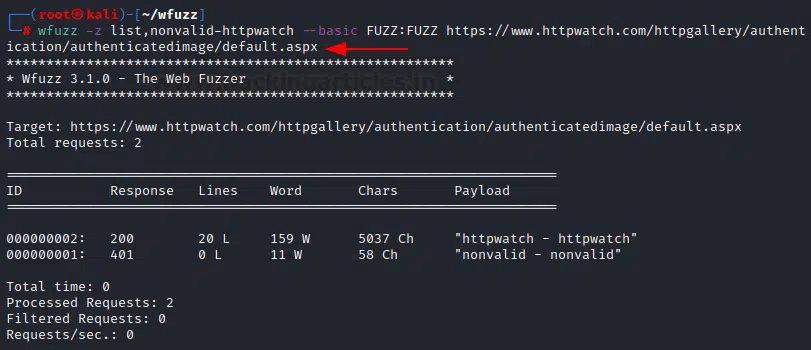 ┌──(root㉿kali)-[~/wfuzz]
└─# wfuzz -z list,nonvalid-httpwatch --basic FUZZ:FUZZ https://www.httpwatch.com/httpgallery/authent
ication/authenticatedimage/default.aspx
********************************************************
* Wfuzz 3.1.0 - The Web Fuzzer                         *
********************************************************
Target: https://www.httpwatch.com/httpgallery/authentication/authenticatedimage/default.aspx
Total requests: 2
=====================================================================
ID           Response   Lines    Word       Chars       Payload
=====================================================================
000000002:   200        20 L     159 W      5037 Ch     "httpwatch - httpwatch"
000000001:   401        0 L      11 W       58 Ch       "nonvalid - nonvalid"
Total time: 0
Processed Requests: 2
Filtered Requests: 0
Requests/sec.: 0